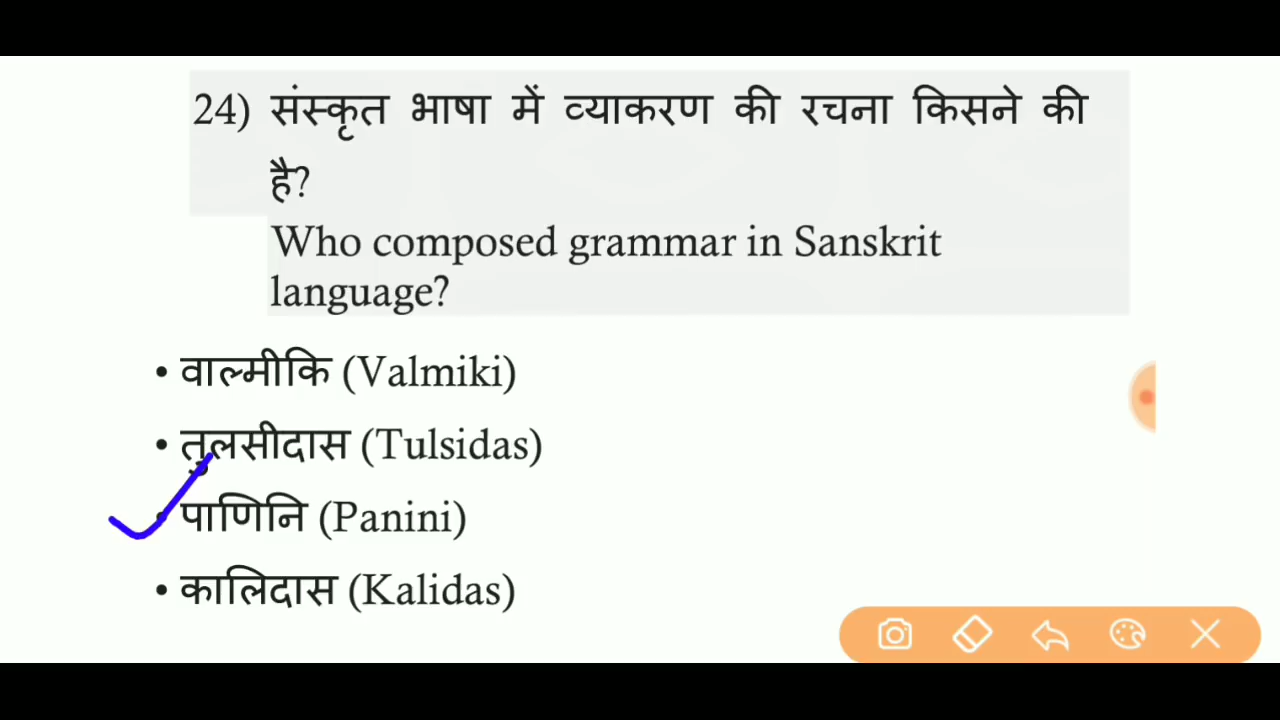 24) संस्कृत भाषा में व्याकरण की रचना किसने की
है?
Who composed grammar in Sanskrit
language?
• वाल्मीकि (Valmiki)
• तुलसीदास (Tulsidas)
• पाणिनि (Panini)
• कालिदास (Kalidas)